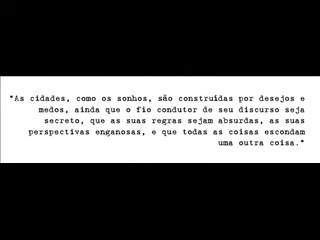 "As cidades, como os sonhos, são construídas por desejos e
medos, ainda que o fio condutor de seu discurso seja
secreto, que as suas regras sejam absurdas, as suas
perspectivas enganosas, e que todas as coisas escondam
uma outra coisa."